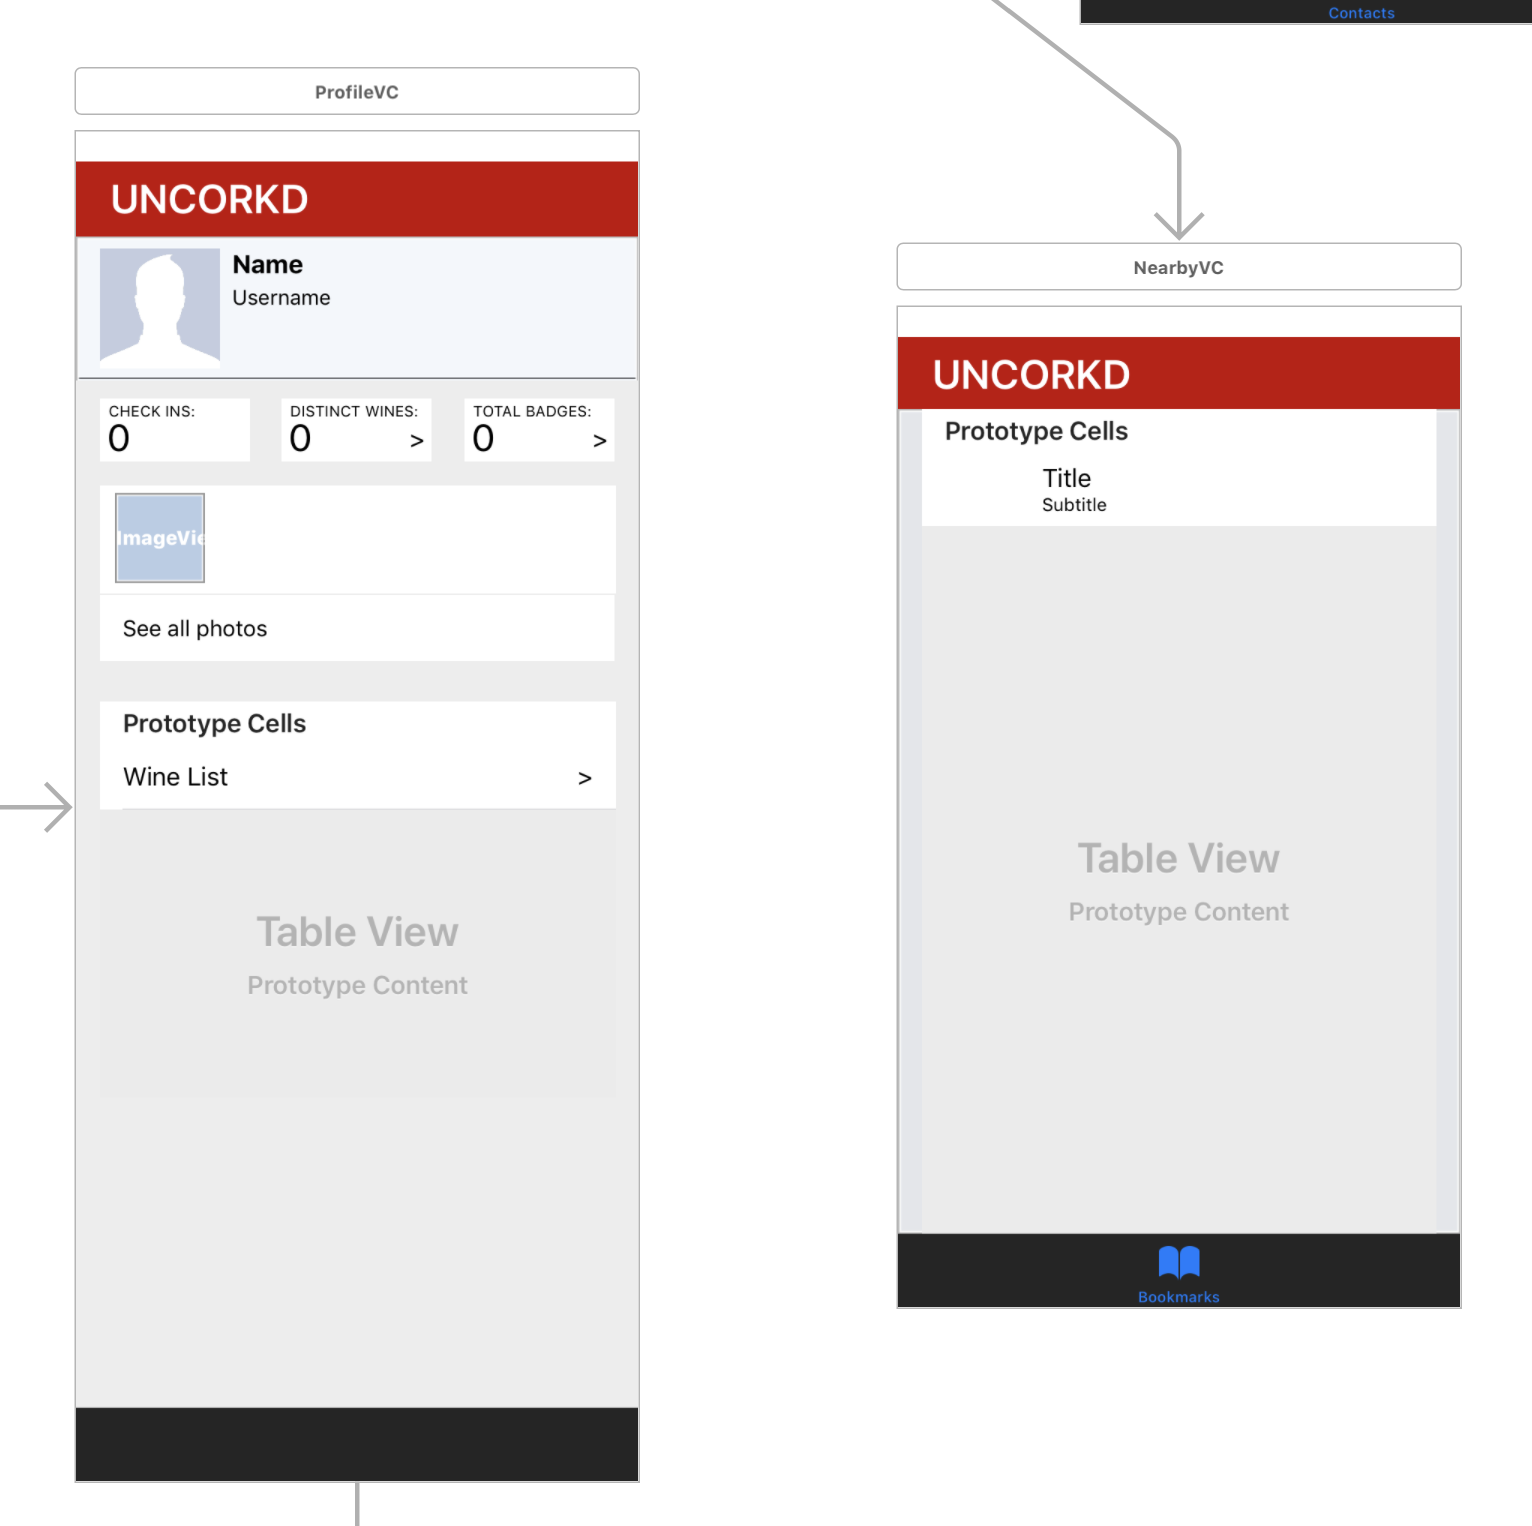 Contacts
ProfileVC
UNCORKD
Name
Username
CHECK INS:
0
DISTINCT WINES:
0 >
TOTAL BADGES:
0 >
ImageVie
See all photos
Prototype Cells
Wine List >
Table View
Prototype Content
NearbyVC
UNCORKD
Prototype Cells
Title
Subtitle
Table View
Prototype Content
Bookmarks